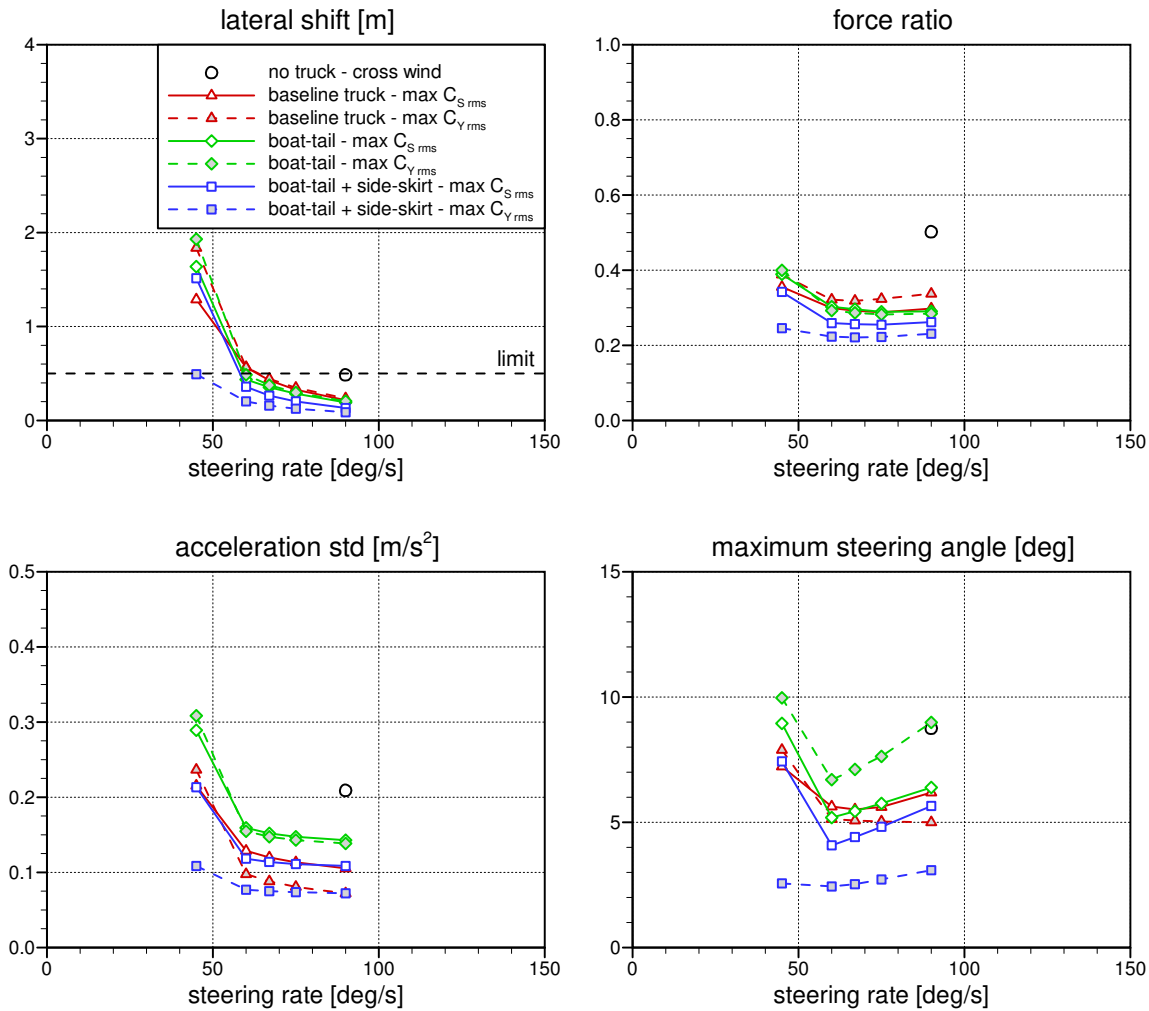 lateral shift [m]
4
3
2
1
0
0
50
100
150
steering rate [deg/s]
no truck - cross wind
baseline truck - max C_S rms
baseline truck - max C_Y rms
boat-tail - max C_S rms
boat-tail - max C_Y rms
boat-tail + side-skirt - max C_S rms
boat-tail + side-skirt - max C_Y rms
limit
force ratio
1.0
0.8
0.6
0.4
0.2
0.0
0
50
100
150
steering rate [deg/s]
acceleration std [m/s²]
0.5
0.4
0.3
0.2
0.1
0.0
0
50
100
150
steering rate [deg/s]
maximum steering angle [deg]
15
10
5
0
0
50
100
150
steering rate [deg/s]